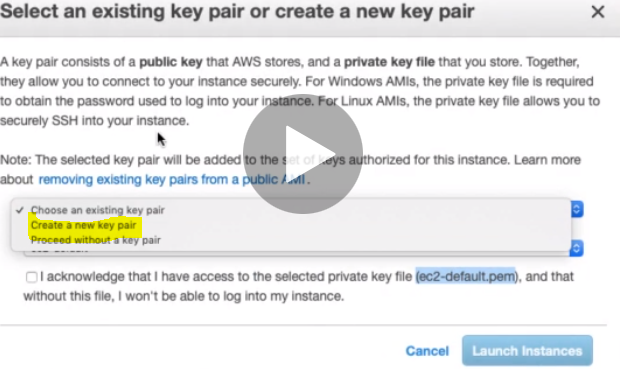 Select an existing key pair or create a new key pair
A key pair consists of a public key that AWS stores, and a private key file that you store. Together,
they allow you to connect to your instance securely. For Windows AMIs, the private key file is required
to obtain the password used to log into your instance. For Linux AMIs, the private key file allows you to
securely SSH into your instance.
Note: The selected key pair will be added to the set of keys authorized for this instance. Learn more
about removing existing key pairs from a public AMI.
✓ Choose an existing key pair
Create a new key pair
Proceed without a key pair
I acknowledge that I have access to the selected private key file (ec2-default.pem), and that
without this file, I won't be able to log into my instance.
Cancel Launch Instances